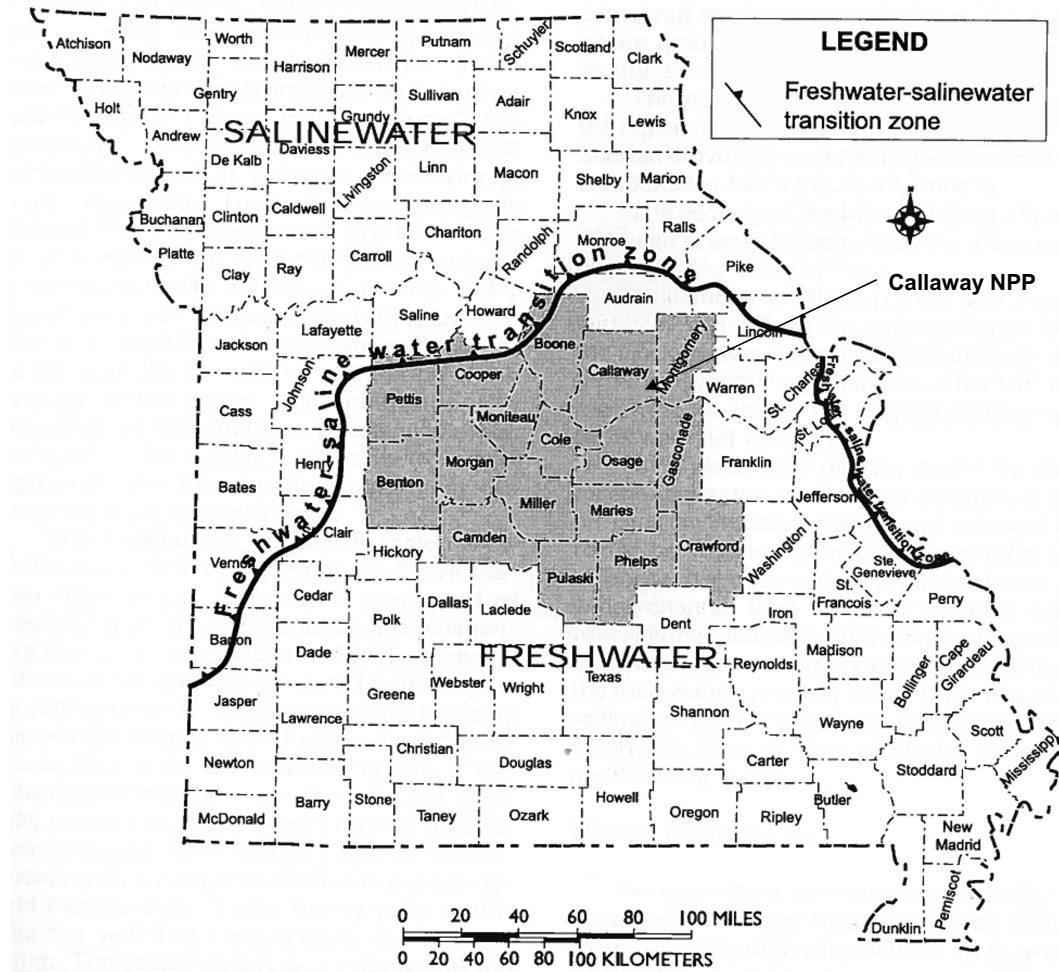 LEGEND
Freshwater-salinewater
transition zone
Callaway NPP
SALINEWATER
FRESHWATER
Freshwater saline water transition zone
Freshwater saline water transition zone
Atchison
Nodaway
Worth
Harrison
Mercer
Putnam
Schuyler
Scotland
Clark
Holt
Gentry
Sullivan
Adair
Knox
Lewis
Andrew
De Kalb
Daviess
Grundy
Livingston
Linn
Macon
Shelby
Marion
Buchanan
Clinton
Caldwell
Chariton
Randolph
Monroe
Ralls
Platte
Clay
Ray
Carroll
Pike
Audrain
Jackson
Lafayette
Saline
Howard
Boone
Callaway
Montgomery
Lincoln
Warren
St. Charles
St. Lo
Cass
Johnson
Pettis
Cooper
Moniteau
Cole
Osage
Gasconade
Franklin
Jefferson
Bates
Henry
Benton
Morgan
Miller
Maries
Crawford
Washington
Vernon
St. Clair
Hickory
Camden
Pulaski
Phelps
Ste.
Genevieve
St.
Francois
Perry
Cedar
Dallas
Laclede
Dent
Iron
Barton
Polk
Dade
Madison
Bollinger
Cape
Girardeau
Jasper
Greene
Webster
Wright
Texas
Reynolds
Shannon
Wayne
Scott
Mississippi
Lawrence
Newton
Christian
Douglas
Carter
Stoddard
McDonald
Barry
Stone
Taney
Ozark
Howell
Oregon
Ripley
Butler
New
Madrid
Pemiscot
Dunklin
0 20 40 60 80 100 MILES
0 20 40 60 80 100 KILOMETERS